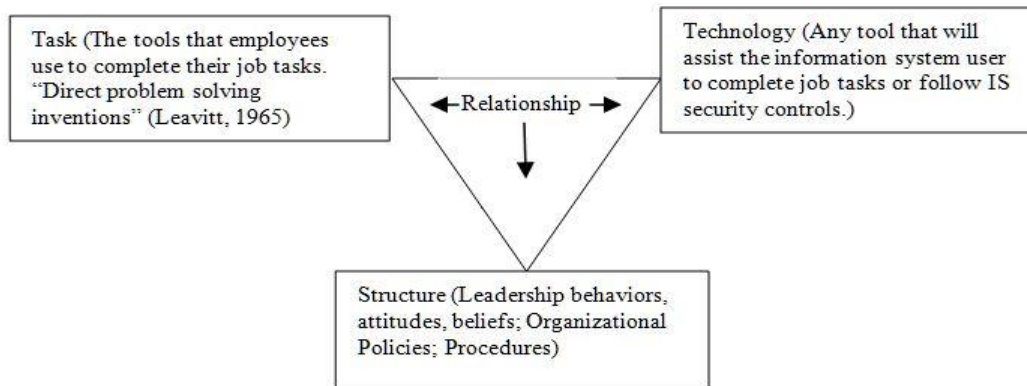 Task (The tools that employees
use to complete their job tasks.
“Direct problem solving
inventions” (Leavitt, 1965)
Technology (Any tool that will
assist the information system user
to complete job tasks or follow IS
security controls.)
Relationship
Structure (Leadership behaviors,
attitudes, beliefs; Organizational
Policies; Procedures)